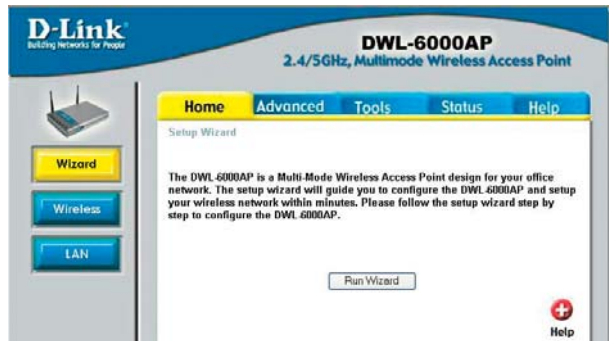 D-Link
Building Networks for People
DWL-6000AP
2.4/5GHz, Multimode Wireless Access Point
Home Advanced Tools Status Help
Setup Wizard
Wizard
Wireless
LAN
The DWL-6000AP is a Multi-Mode Wireless Access Point design for your office
network. The setup wizard will guide you to configure the DWL-6000AP and setup
your wireless network within minutes. Please follow the setup wizard step by
step to configure the DWL-6000AP.
Run Wizard
Help